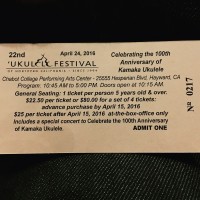 22nd
April 24, 2016
'UKULELE FESTIVAL
OF NORTHERN CALIFORNIA • SINCE 1994
Celebrating the 100th
Anniversary of
Kamaka Ukulele
Chabot College Performing Arts Center - 25555 Hesperian Blvd., Hayward, CA
Program: 10:45 AM to 5:00 PM. Doors open at 10:15 AM.
General Seating: 1 ticket per person 5 years old & over.
$22.50 per ticket or $80.00 for a set of 4 tickets:
advance purchase by April 15, 2016
$25 per ticket after April 15, 2016 at-the-box-office only
Includes a special concert to Celebrate the 100th Anniversary
of Kamaka Ukulele.
ADMIT ONE
No 0217